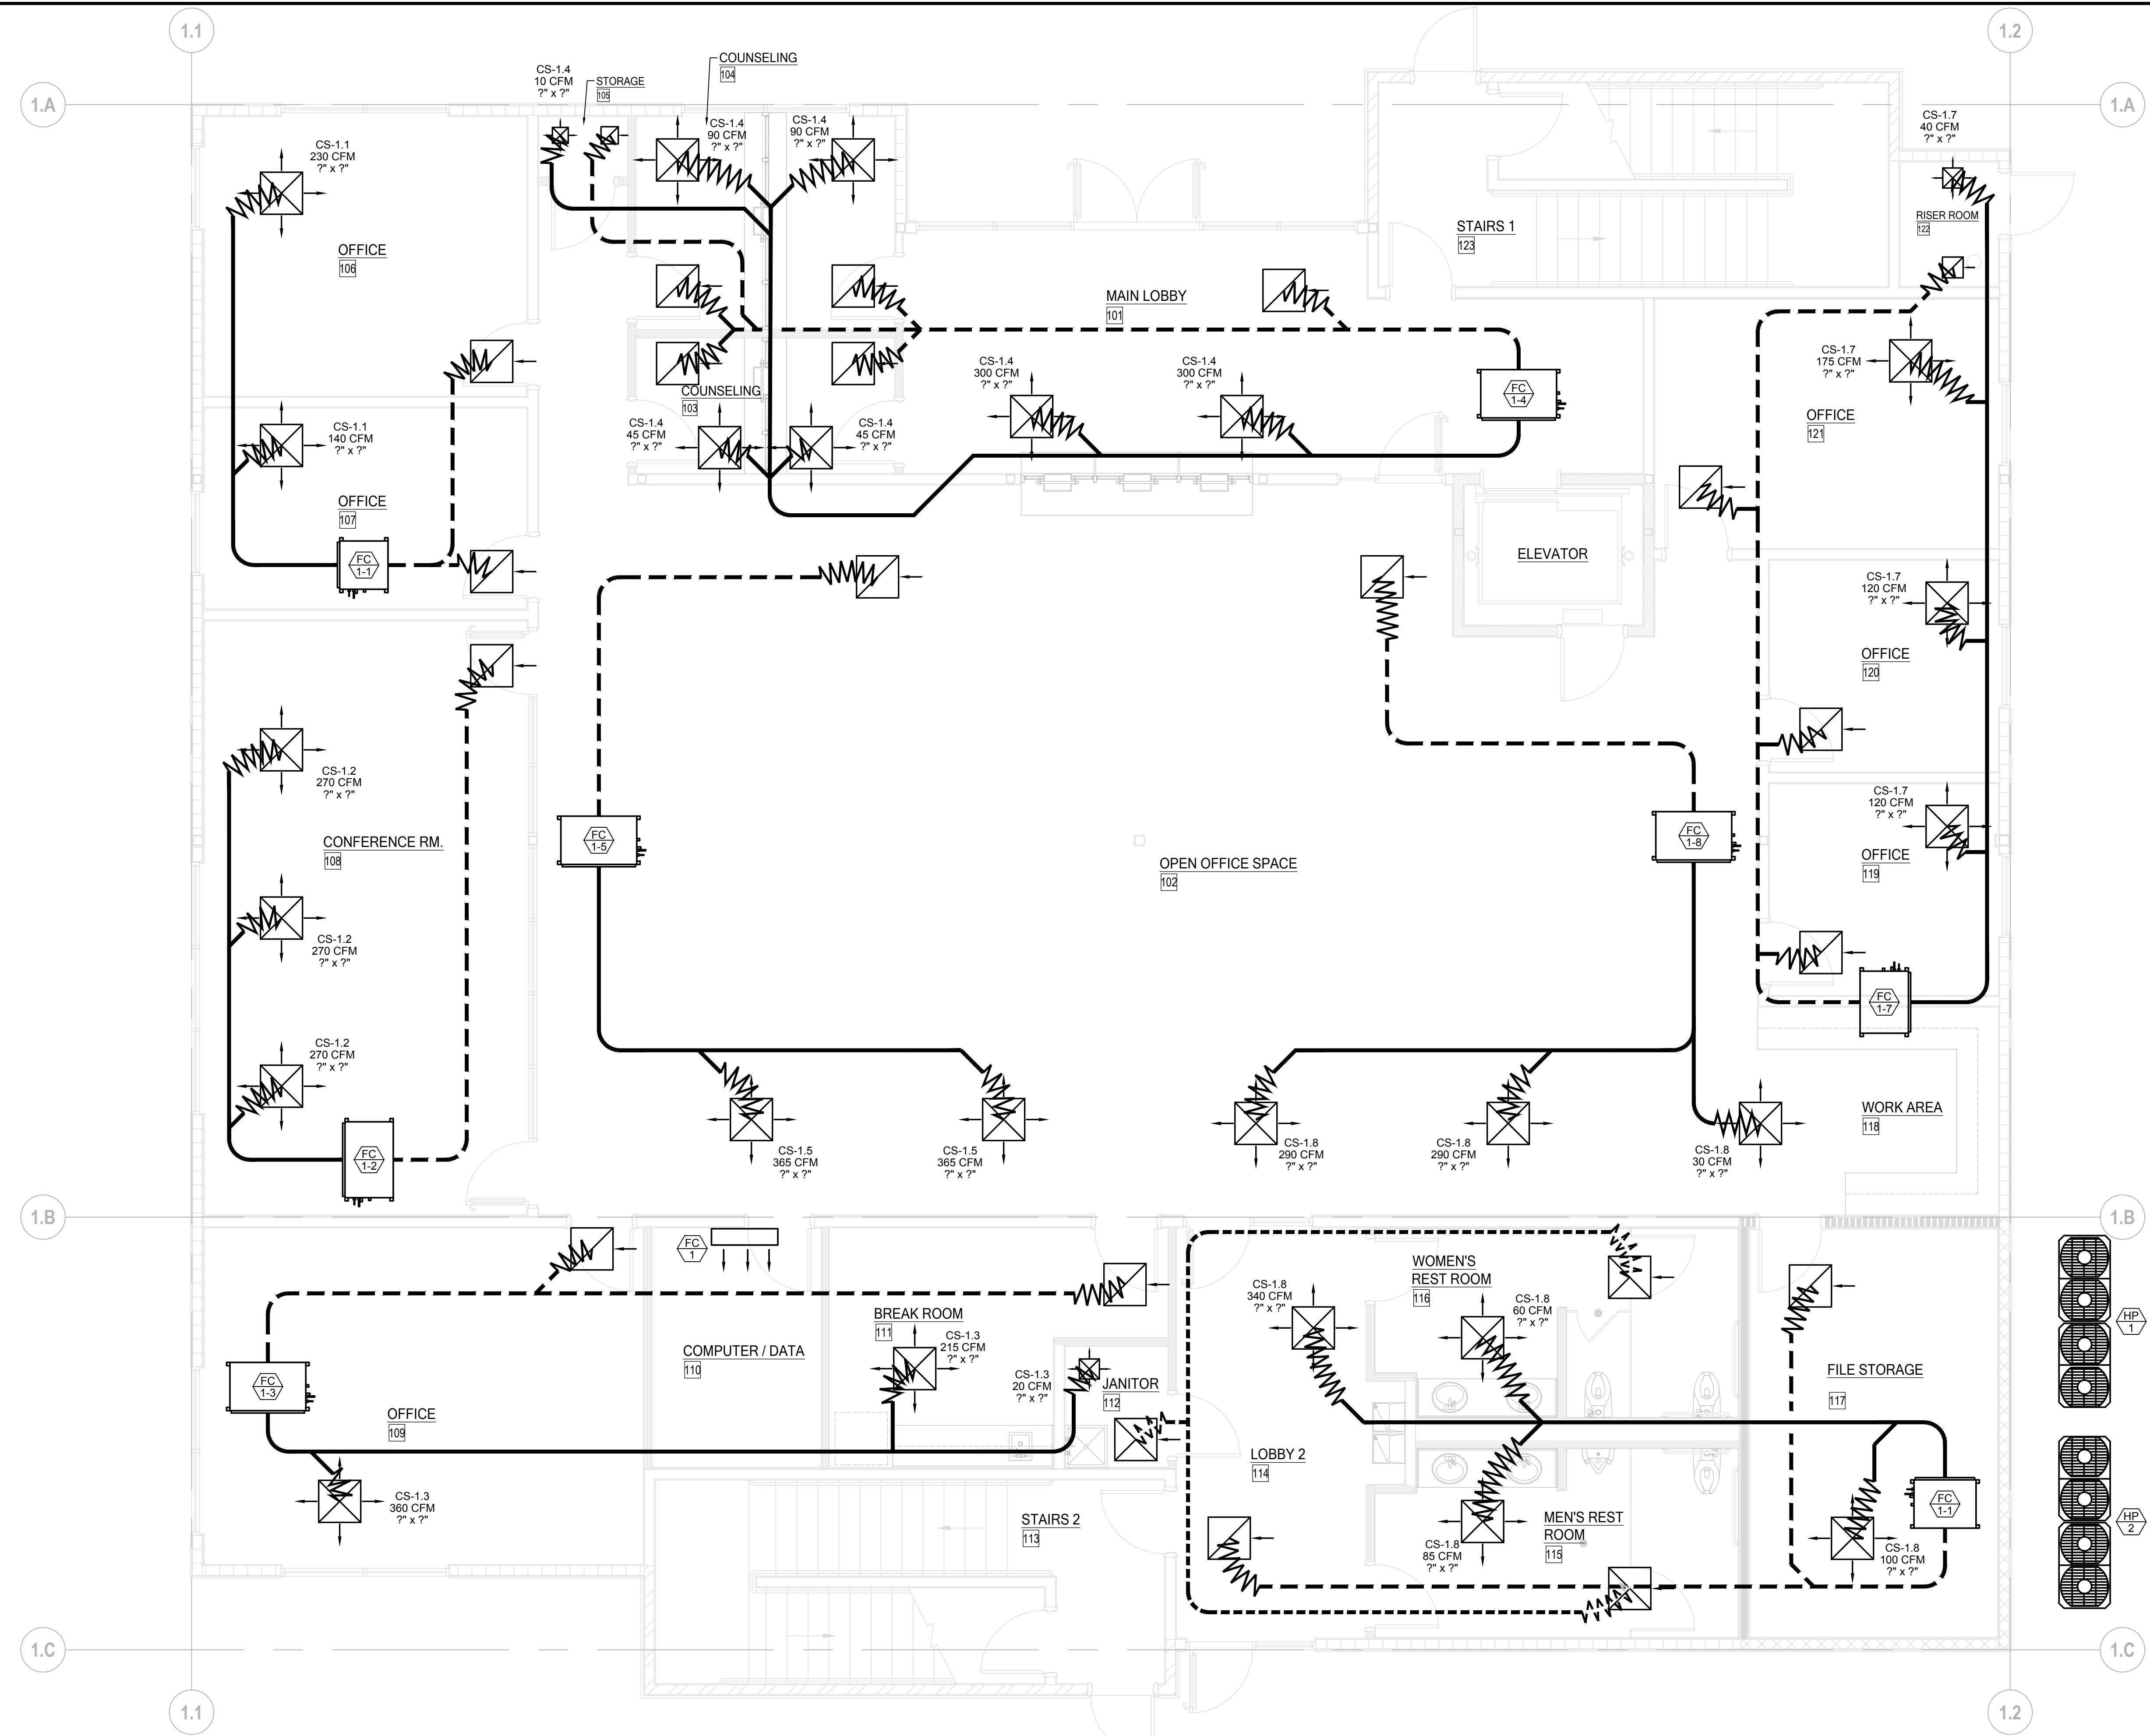 1.1
1.2
1.A
1.A
CS-1.4
10 CFM
?" x ?"
STORAGE
105
COUNSELING
104
CS-1.4
90 CFM
?" x ?"
CS-1.4
90 CFM
?" x ?"
CS-1.1
230 CFM
?" x ?"
OFFICE
106
CS-1.7
40 CFM
?" x ?"
RISER ROOM
122
STAIRS 1
123
MAIN LOBBY
101
CS-1.4
300 CFM
?" x ?"
CS-1.4
300 CFM
?" x ?"
FC
1-4
CS-1.7
175 CFM
?" x ?"
OFFICE
121
COUNSELING
103
CS-1.4
45 CFM
?" x ?"
CS-1.4
45 CFM
?" x ?"
CS-1.1
140 CFM
?" x ?"
OFFICE
107
FC
1-1
ELEVATOR
CS-1.7
120 CFM
?" x ?"
OFFICE
120
CS-1.2
270 CFM
?" x ?"
CONFERENCE RM.
108
CS-1.2
270 CFM
?" x ?"
CS-1.2
270 CFM
?" x ?"
FC
1-2
FC
1-5
OPEN OFFICE SPACE
102
FC
1-8
CS-1.7
120 CFM
?" x ?"
OFFICE
119
FC
1-7
CS-1.5
365 CFM
?" x ?"
CS-1.5
365 CFM
?" x ?"
CS-1.8
290 CFM
?" x ?"
CS-1.8
290 CFM
?" x ?"
CS-1.8
30 CFM
?" x ?"
WORK AREA
118
1.B
1.B
FC
1
BREAK ROOM
111
CS-1.3
215 CFM
?" x ?"
COMPUTER / DATA
110
CS-1.3
20 CFM
?" x ?"
JANITOR
112
CS-1.8
340 CFM
?" x ?"
WOMEN'S
REST ROOM
116
CS-1.8
60 CFM
?" x ?"
FILE STORAGE
117
HP
1
FC
1-3
OFFICE
109
CS-1.3
360 CFM
?" x ?"
STAIRS 2
113
LOBBY 2
114
CS-1.8
85 CFM
?" x ?"
MEN'S REST
ROOM
115
CS-1.8
100 CFM
?" x ?"
FC
1-1
HP
2
1.C
1.C
1.1
1.2